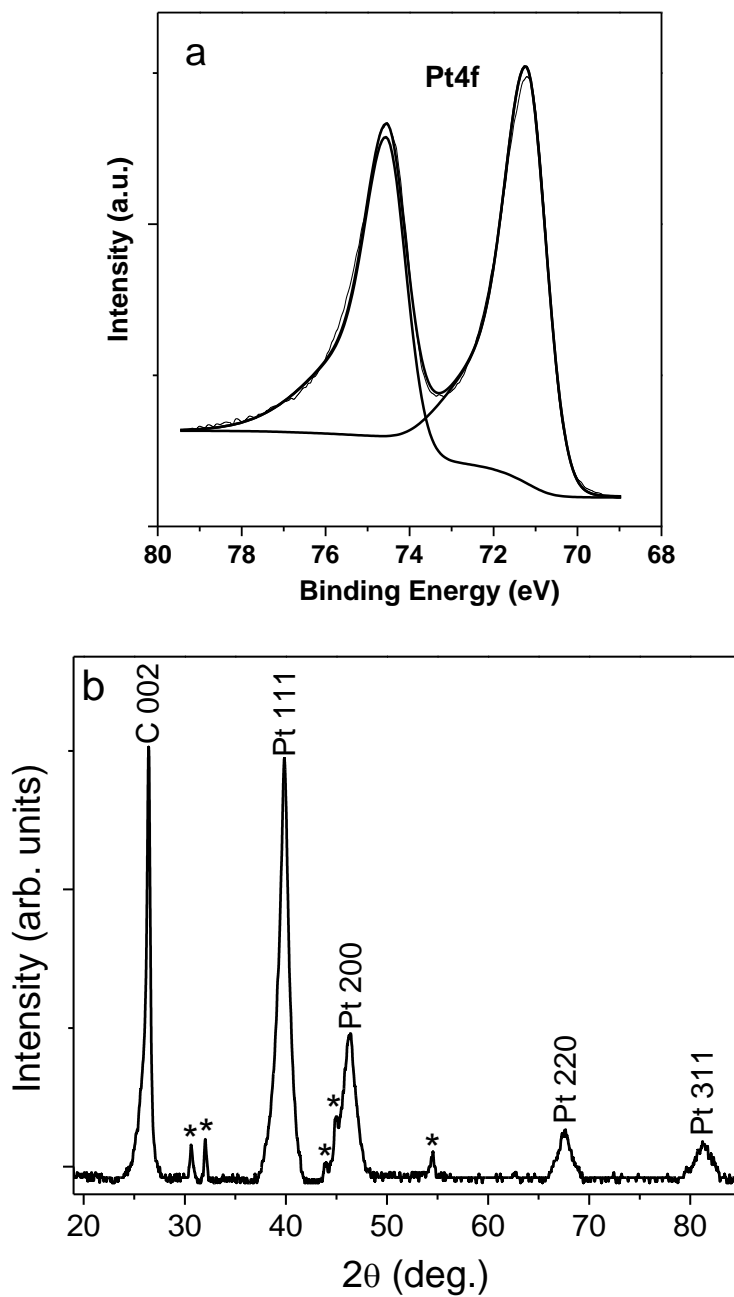 a
Pt4f
Intensity (a.u.)
80 78 76 74 72 70 68
Binding Energy (eV)
b
C 002
Pt 111
Pt 200
Pt 220
Pt 311
* * * * *
Intensity (arb. units)
20 30 40 50 60 70 80
2θ (deg.)